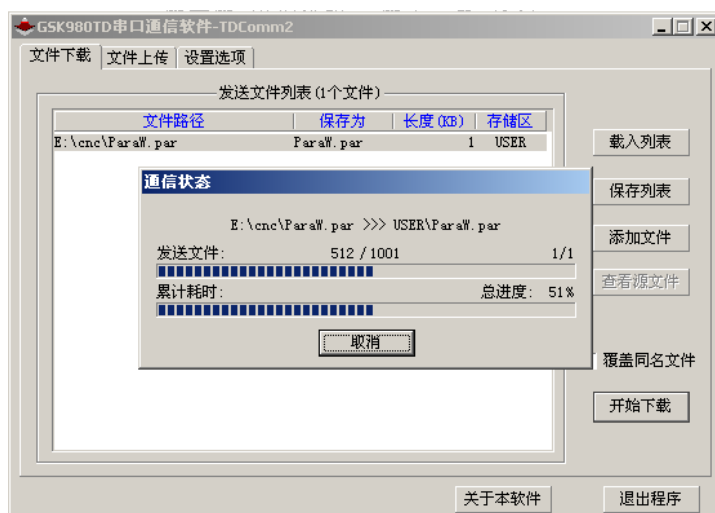 GSK980TD串口通信软件-TDComm2
文件下载 文件上传 设置选项
发送文件列表(1个文件)
文件路径 保存为 长度(KB) 存储区
E:\cnc\ParaW.par ParaW.par 1 USER
载入列表
通信状态
保存列表
E:\cnc\ParaW.par >>> USER\ParaW.par
添加文件
发送文件: 512 / 1001 1/1
查看源文件
累计耗时: 总进度: 51%
取消
覆盖同名文件
开始下载
关于本软件 退出程序